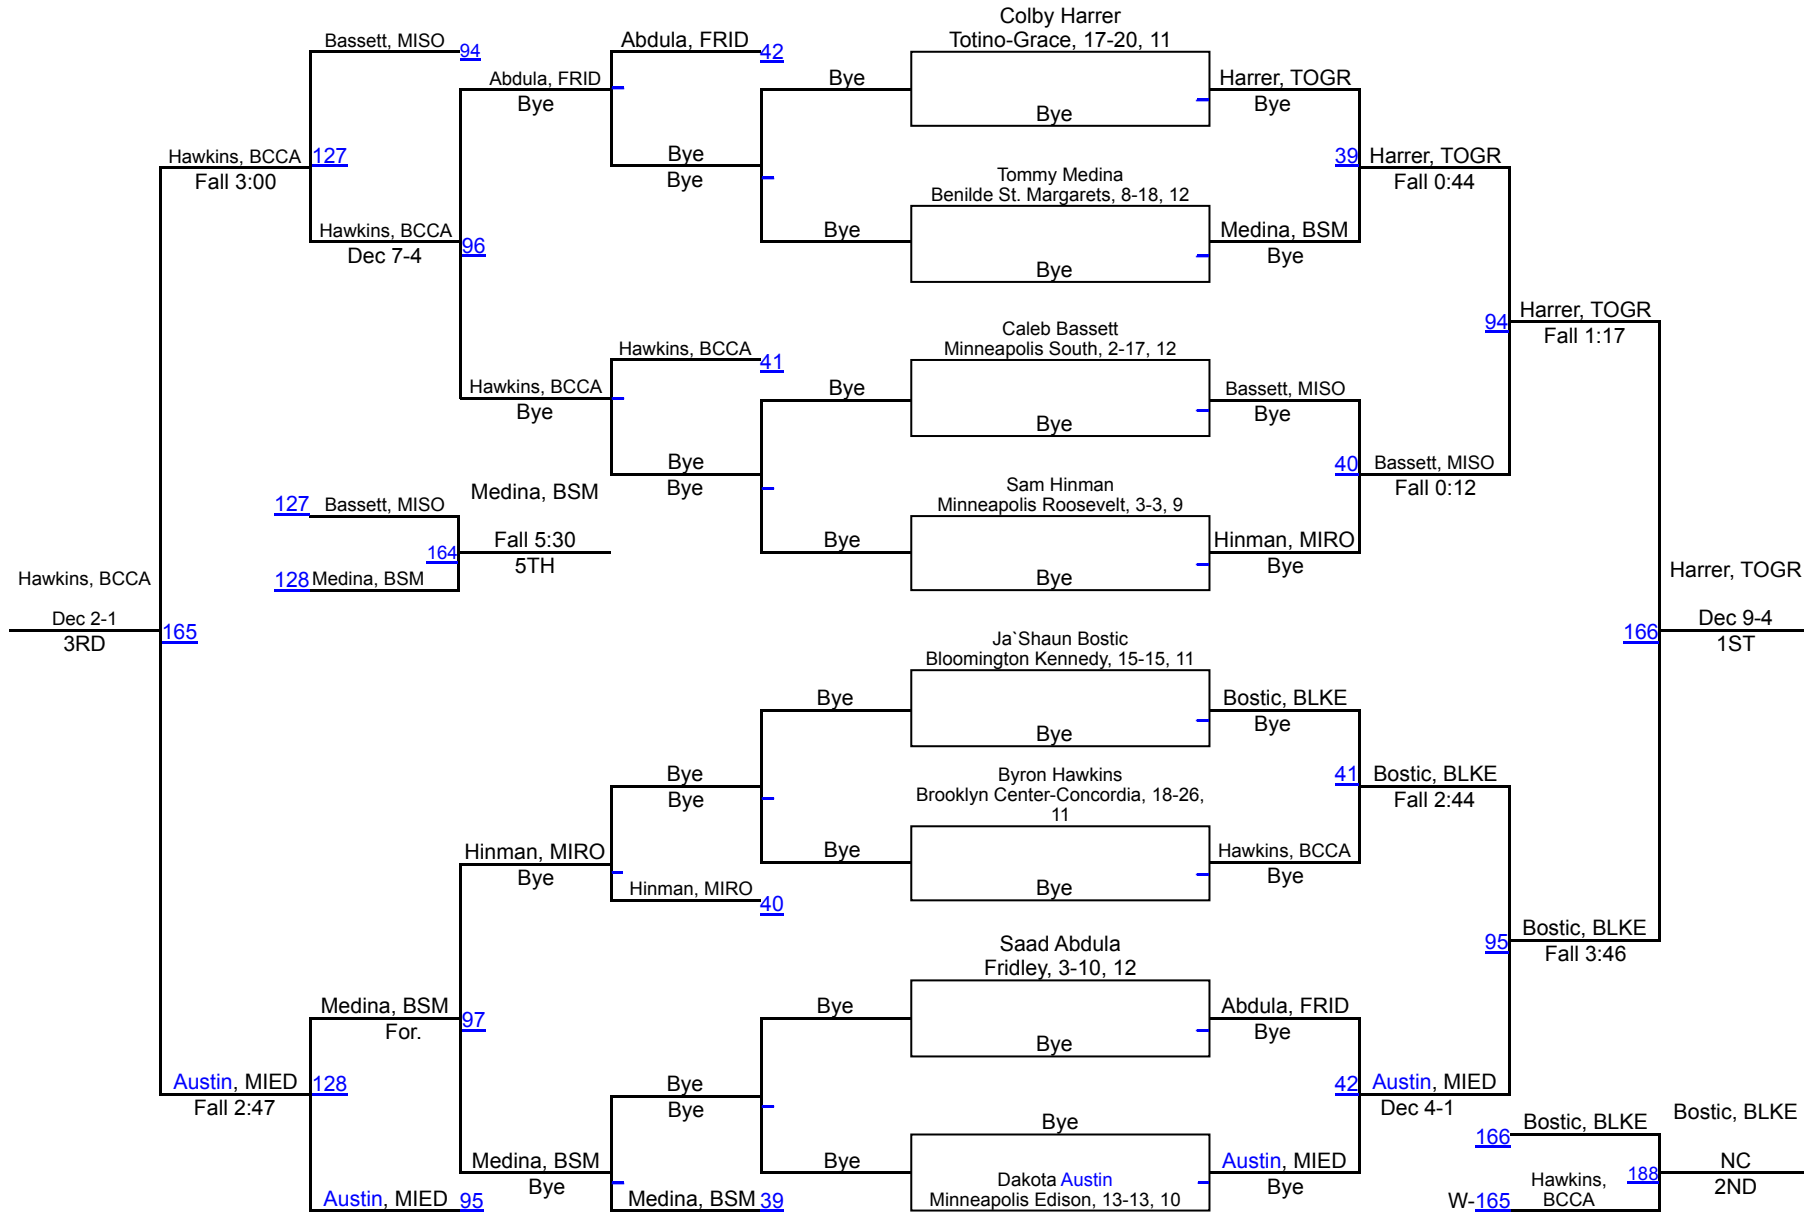 Colby Harrer
Totino-Grace, 17-20, 11
Bassett, MISO 94
Abdula, FRID 42
Abdula, FRID
Bye
Bye
Bye
Harrer, TOGR
Bye
Bye
Bye
Hawkins, BCCA 127
Fall 3:00
39 Harrer, TOGR
Fall 0:44
Tommy Medina
Benilde St. Margarets, 8-18, 12
Bye
Bye
Medina, BSM
Bye
Hawkins, BCCA
Dec 7-4
96
94 Harrer, TOGR
Fall 1:17
Caleb Bassett
Minneapolis South, 2-17, 12
Hawkins, BCCA 41
Hawkins, BCCA
Bye
Bye
Bye
Bassett, MISO
Bye
Bye
Bye
40 Bassett, MISO
Fall 0:12
Sam Hinman
Minneapolis Roosevelt, 3-3, 9
127 Bassett, MISO
Medina, BSM
164 Fall 5:30
5TH
128 Medina, BSM
Bye
Bye
Hinman, MIRO
Bye
Hawkins, BCCA
Dec 2-1
3RD
165
Harrer, TOGR
166 Dec 9-4
1ST
Ja`Shaun Bostic
Bloomington Kennedy, 15-15, 11
Bye
Bye
Bostic, BLKE
Bye
Bye
Bye
41 Bostic, BLKE
Fall 2:44
Byron Hawkins
Brooklyn Center-Concordia, 18-26,
11
Hinman, MIRO
Bye
Bye
Bye
Hawkins, BCCA
Bye
Hinman, MIRO
40
95 Bostic, BLKE
Fall 3:46
Saad Abdula
Fridley, 3-10, 12
Medina, BSM
For.
97
Bye
Bye
Abdula, FRID
Bye
Austin, MIED 128
Fall 2:47
Bye
Bye
42 Austin, MIED
Dec 4-1
Bye
Dakota Austin
Minneapolis Edison, 13-13, 10
Medina, BSM
Bye
Bye
Austin, MIED
Bye
Austin, MIED 95
Medina, BSM 39
166 Bostic, BLKE
Bostic, BLKE
188 NC
2ND
W-165 Hawkins,
BCCA